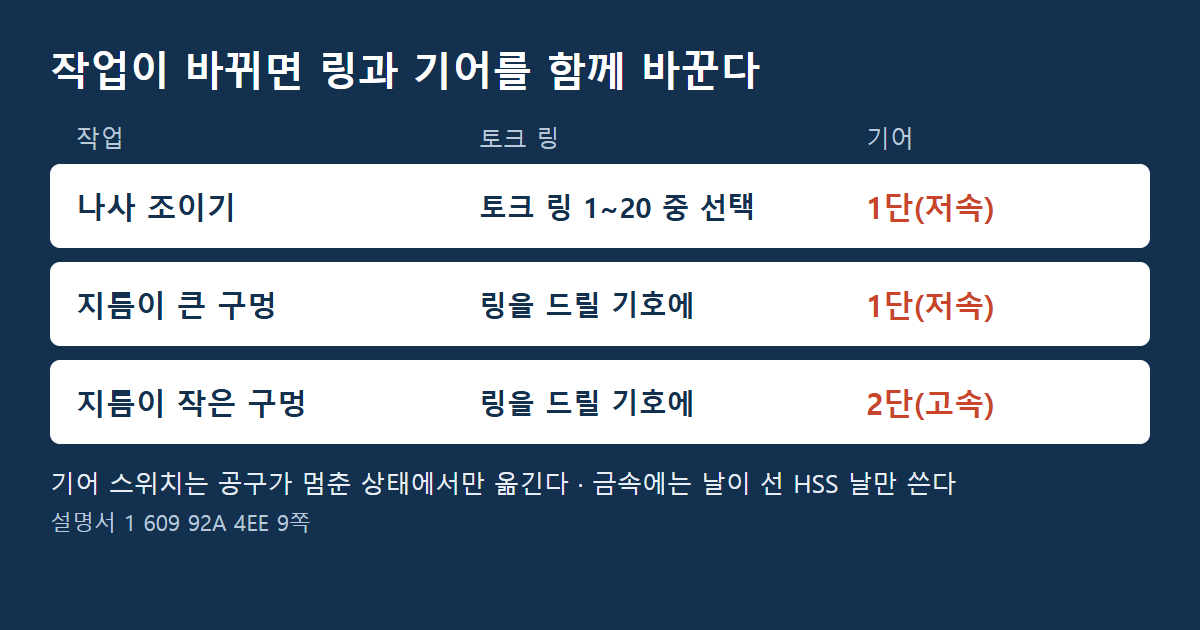 작업이 바뀌면 링과 기어를 함께 바꾼다
작업 토크 링 기어
나사 조이기 토크 링 1~20 중 선택 1단(저속)
지름이 큰 구멍 링을 드릴 기호에 1단(저속)
지름이 작은 구멍 링을 드릴 기호에 2단(고속)
기어 스위치는 공구가 멈춘 상태에서만 옮긴다 · 금속에는 날이 선 HSS 날만 쓴다
설명서 1 609 92A 4EE 9쪽